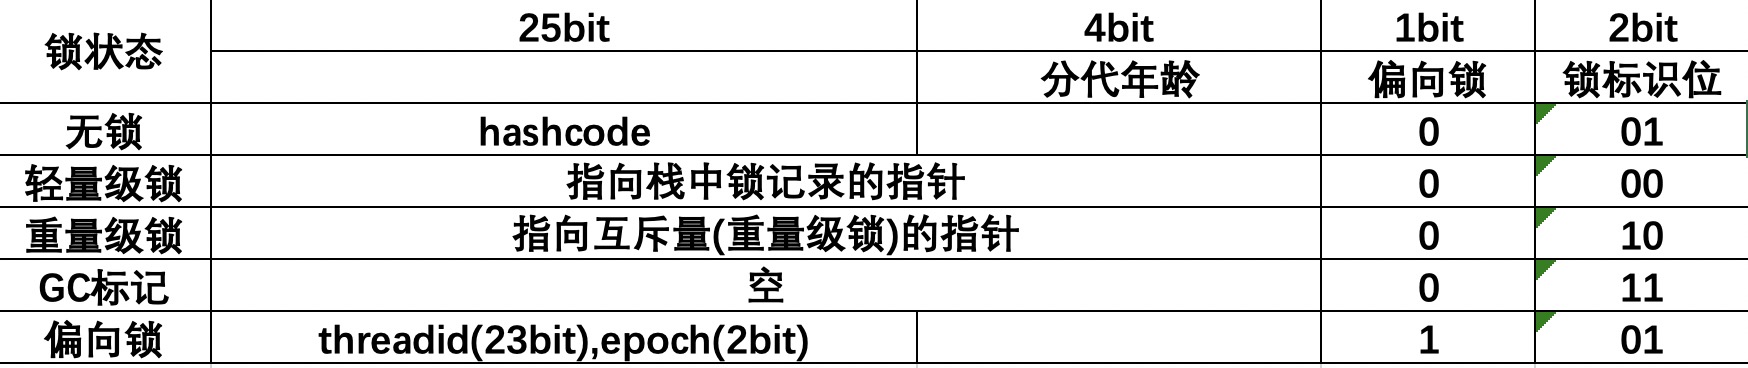 锁状态 25bit 4bit 1bit 2bit
分代年龄 偏向锁 锁标识位
无锁 hashcode 0 01
轻量级锁 指向栈中锁记录的指针 0 00
重量级锁 指向互斥量(重量级锁)的指针 0 10
GC标记 空 0 11
偏向锁 threadid(23bit),epoch(2bit) 1 01